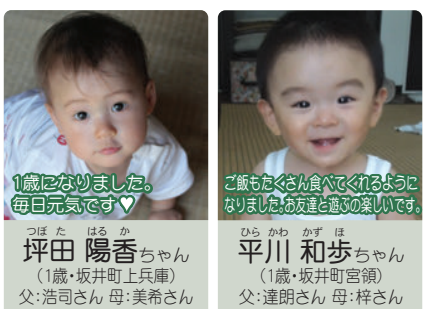 1歳になりました。
毎日元気です♥
つぼ た はる か
坪田 陽香ちゃん
(1歳・坂井町上兵庫)
父:浩司さん 母:美希さん
ご飯もたくさん食べてくれるように
なりました。お友達と遊ぶの楽しいです。
ひら かわ かず ほ
平川 和歩ちゃん
(1歳・坂井町宮領)
父:達朗さん 母:梓さん